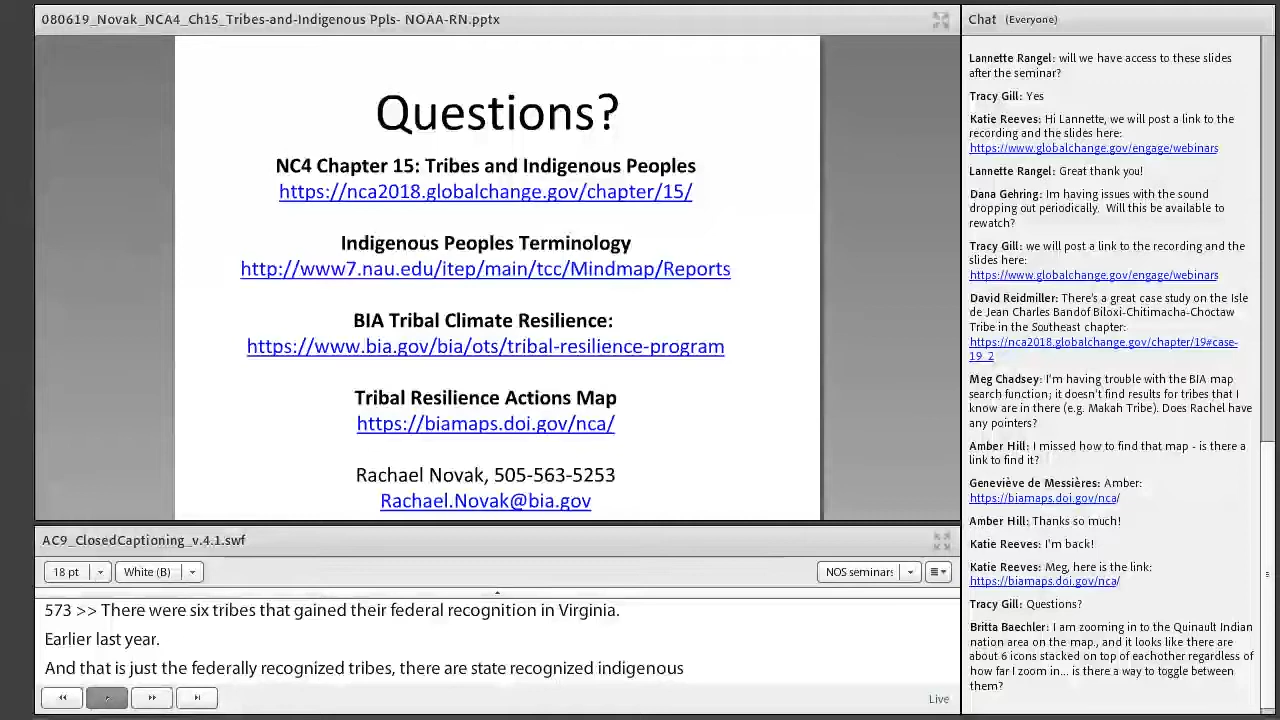 080619_Novak_NCA4_Ch15_Tribes-and-Indigenous Ppls- NOAA-RN.pptx
Questions?
NC4 Chapter 15: Tribes and Indigenous Peoples
https://nca2018.globalchange.gov/chapter/15/
Indigenous Peoples Terminology
http://www7.nau.edu/itep/main/tcc/Mindmap/Reports
BIA Tribal Climate Resilience:
https://www.bia.gov/bia/ots/tribal-resilience-program
Tribal Resilience Actions Map
https://biamaps.doi.gov/nca/
Rachael Novak, 505-563-5253
Rachael.Novak@bia.gov
AC9_ClosedCaptioning_v.4.1.swf
18 pt
White (B)
NOS seminars
573 >> There were six tribes that gained their federal recognition in Virginia.
Earlier last year.
And that is just the federally recognized tribes, there are state recognized indigenous
Live
Chat (Everyone)
Lannette Rangel: will we have access to these slides
after the seminar?
Tracy Gill: Yes
Katie Reeves: Hi Lannette, we will post a link to the
recording and the slides here:
https://www.globalchange.gov/engage/webinars
Lannette Rangel: Great thank you!
Dana Gehring: Im having issues with the sound
dropping out periodically. Will this be available to
rewatch?
Tracy Gill: we will post a link to the recording and the
slides here:
https://www.globalchange.gov/engage/webinars
David Reidmiller: There's a great case study on the Isle
de Jean Charles Bandof Biloxi-Chitimacha-Choctaw
Tribe in the Southeast chapter:
https://nca2018.globalchange.gov/chapter/19#case-
19_2
Meg Chadsey: I'm having trouble with the BIA map
search function; it doesn't find results for tribes that I
know are in there (e.g. Makah Tribe). Does Rachel have
any pointers?
Amber Hill: I missed how to find that map - is there a
link to find it?
Geneviève de Messières: Amber:
https://biamaps.doi.gov/nca/
Amber Hill: Thanks so much!
Katie Reeves: I'm back!
Katie Reeves: Meg, here is the link:
https://biamaps.doi.gov/nca/
Tracy Gill: Questions?
Britta Baechler: I am zooming in to the Quinault Indian
nation area on the map., and it looks like there are
about 6 icons stacked on top of eachother regardless of
how far I zoom in... is there a way to toggle between
them?